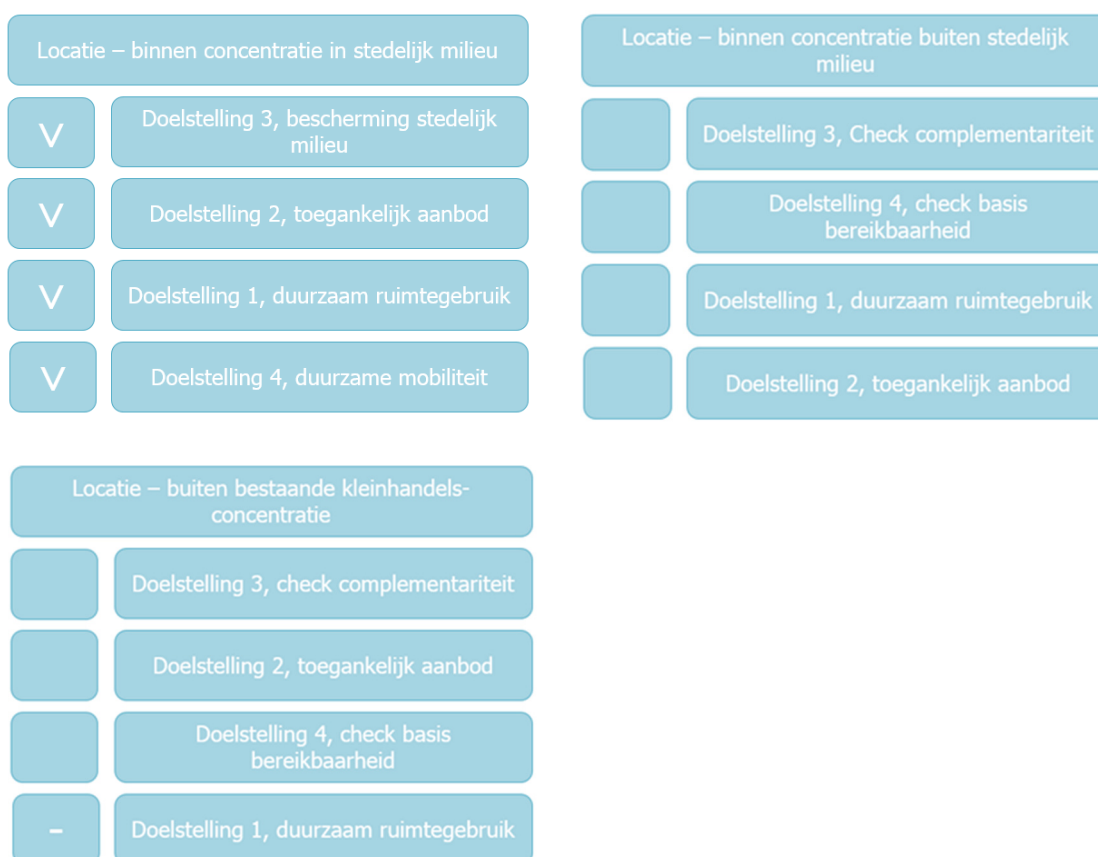 Locatie – binnen concentratie in stedelijk milieu
V
Doelstelling 3, bescherming stedelijk
milieu
V
Doelstelling 2, toegankelijk aanbod
V
Doelstelling 1, duurzaam ruimtegebruik
V
Doelstelling 4, duurzame mobiliteit
Locatie – binnen concentratie buiten stedelijk
milieu
Doelstelling 3, Check complementariteit
Doelstelling 4, check basis
bereikbaarheid
Doelstelling 1, duurzaam ruimtegebruik
Doelstelling 2, toegankelijk aanbod
Locatie – buiten bestaande kleinhandels-
concentratie
Doelstelling 3, check complementariteit
Doelstelling 2, toegankelijk aanbod
Doelstelling 4, check basis
bereikbaarheid
-
Doelstelling 1, duurzaam ruimtegebruik